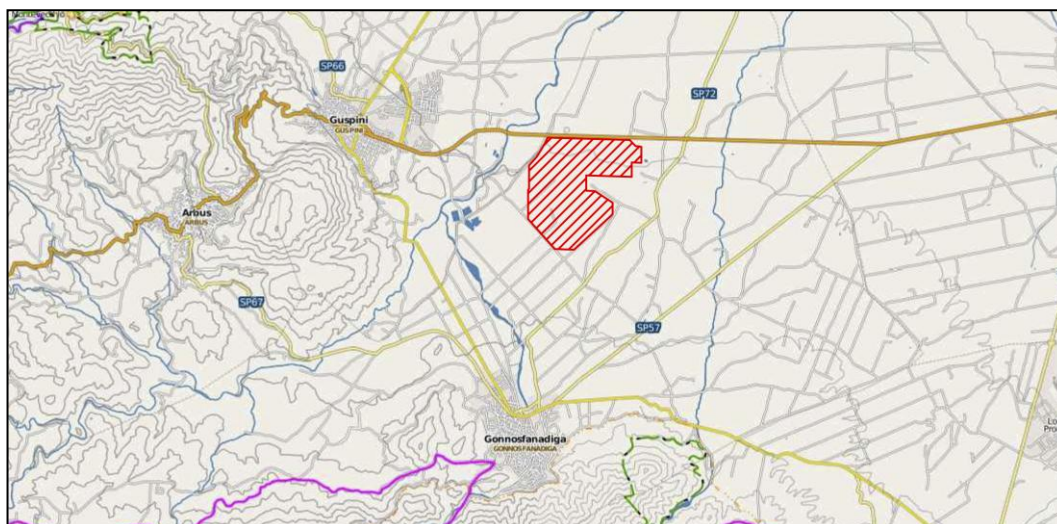 SP66
SP72
Guspini
GUSPINI
Arbus
ARBUS
SP67
SP57
Gonnosfanadiga
GONNOSFANADIGA